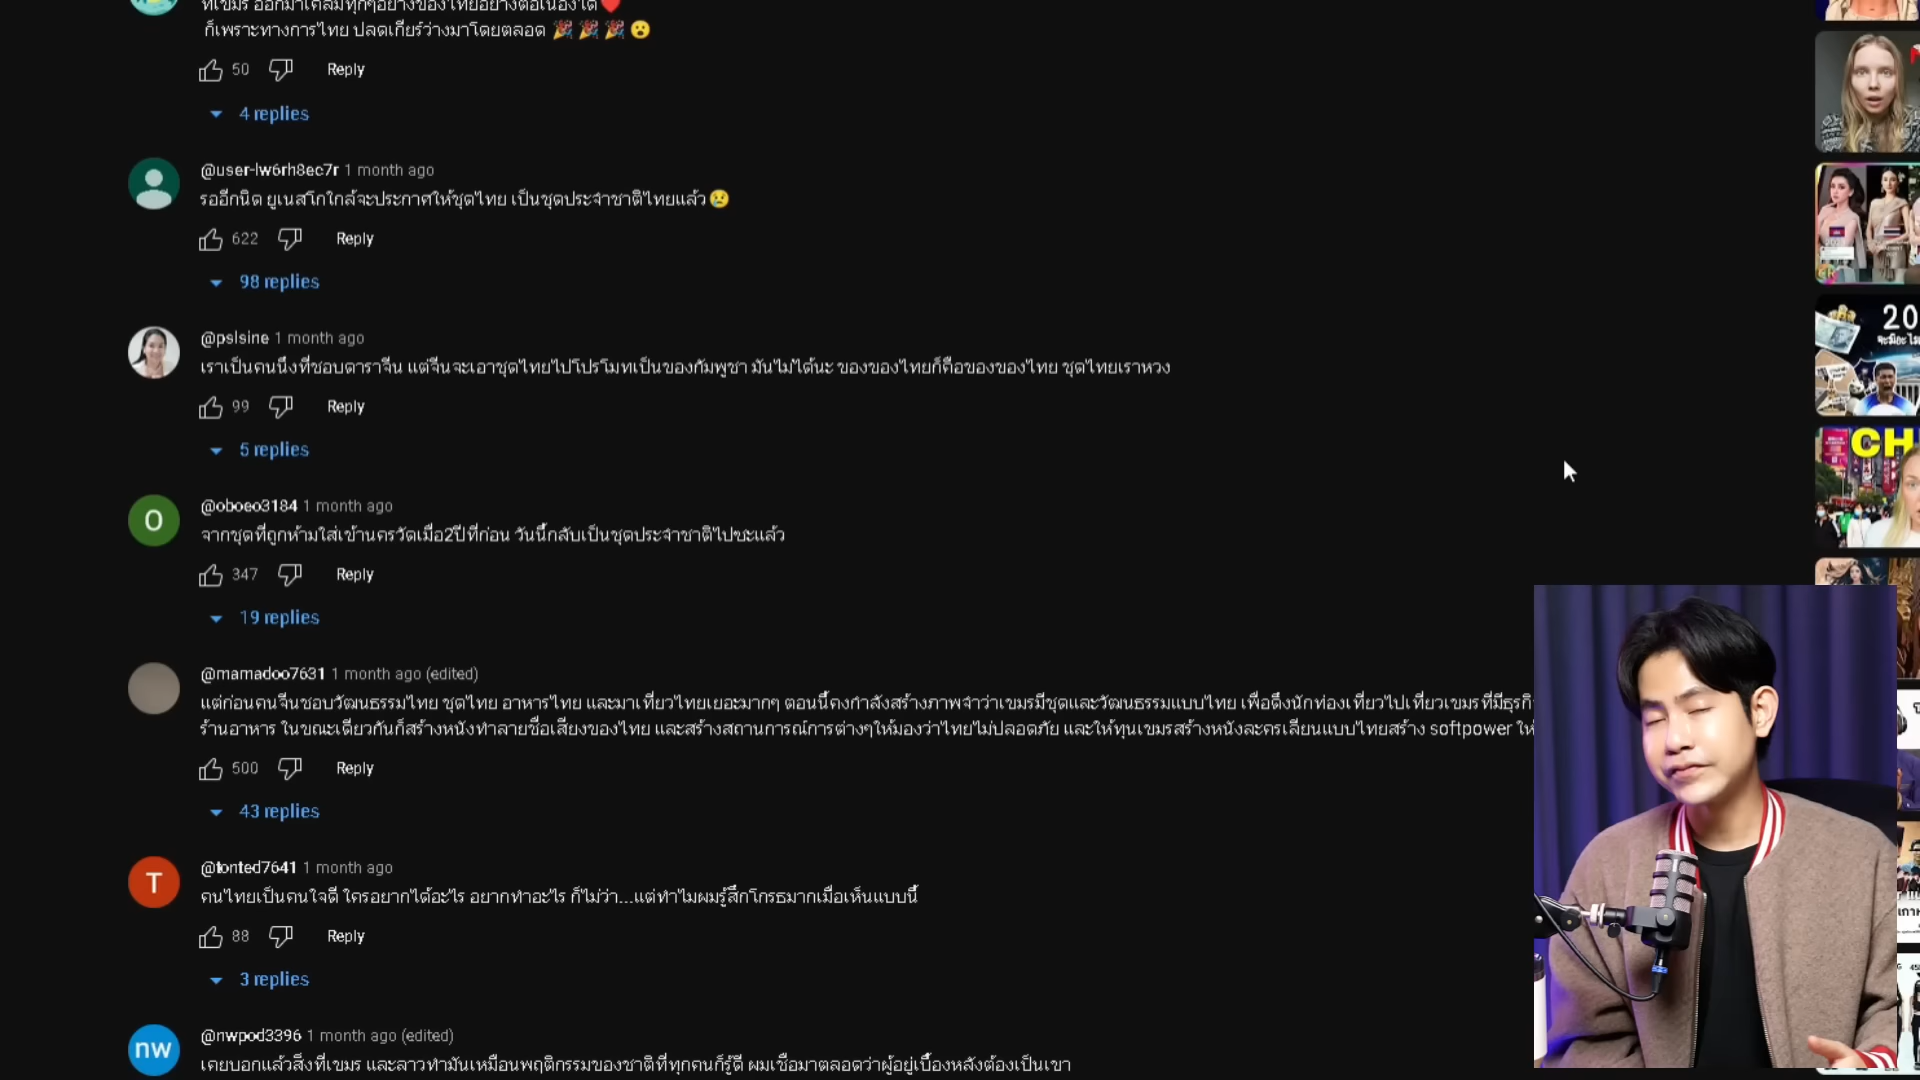 ที่เขมร ออกมาเคลมทุกๆอย่างของไทยอย่างต่อเนื่องได้❤️
ก็เพราะทางการไทย ปลดเกียร์ว่างมาโดยตลอด 🎉🎉🎉😮
50 Reply
4 replies
@user-lw6rh8ec7r 1 month ago
รออีกนิด ยูเนสโกใกล้จะประกาศให้ชุดไทย เป็นชุดประจำชาติไทยแล้ว😢
622 Reply
98 replies
@pslsine 1 month ago
เราเป็นคนนึงที่ชอบดาราจีน แต่จีนจะเอาชุดไทยไปโปรโมทเป็นของกัมพูชา มันไม่ได้นะ ของของไทยก็คือของของไทย ชุดไทยเราหวง
99 Reply
5 replies
O
@oboeo3184 1 month ago
จากชุดที่ถูกห้ามใส่เข้านครวัดเมื่อ2ปีที่ก่อน วันนี้กลับเป็นชุดประจำชาติไปซะแล้ว
347 Reply
19 replies
@mamadoo7631 1 month ago (edited)
แต่ก่อนคนจีนชอบวัฒนธรรมไทย ชุดไทย อาหารไทย และมาเที่ยวไทยเยอะมากๆ ตอนนี้คงกำลังสร้างภาพจำว่าเขมรมีชุดและวัฒนธรรมแบบไทย เพื่อดึงนักท่องเที่ยวไปเที่ยวเขมรที่มีธุรกิ
ร้านอาหาร ในขณะเดียวกันก็สร้างหนังทำลายชื่อเสียงของไทย และสร้างสถานการณ์การต่างๆให้มองว่าไทยไม่ปลอดภัย และให้ทุนเขมรสร้างหนังละครเลียนแบบไทยสร้าง softpower ให้
500 Reply
43 replies
T
@tonted7641 1 month ago
คนไทยเป็นคนใจดี ใครอยากได้อะไร อยากทำอะไร ก็ไม่ว่า...แต่ทำไมผมรู้สึกโกรธมากเมื่อเห็นแบบนี้
88 Reply
3 replies
nw
@nwpod3396 1 month ago (edited)
เคยบอกแล้วสิ่งที่เขมร และลาวทำมันเหมือนพฤติกรรมของชาติที่ทุกคนก็รู้ดี ผมเชื่อมาตลอดว่าผู้อยู่เบื้องหลังต้องเป็นเขา
20
CH